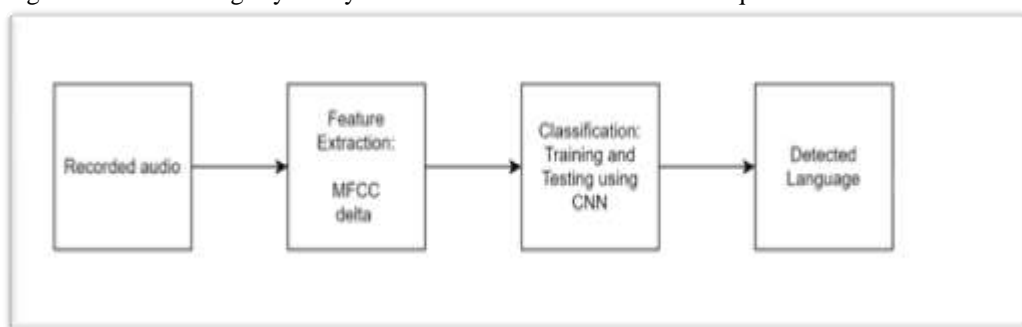 Recorded audio
Feature
Extraction:
MFCC
delta
Classification:
Training and
Testing using
CNN
Detected
Language